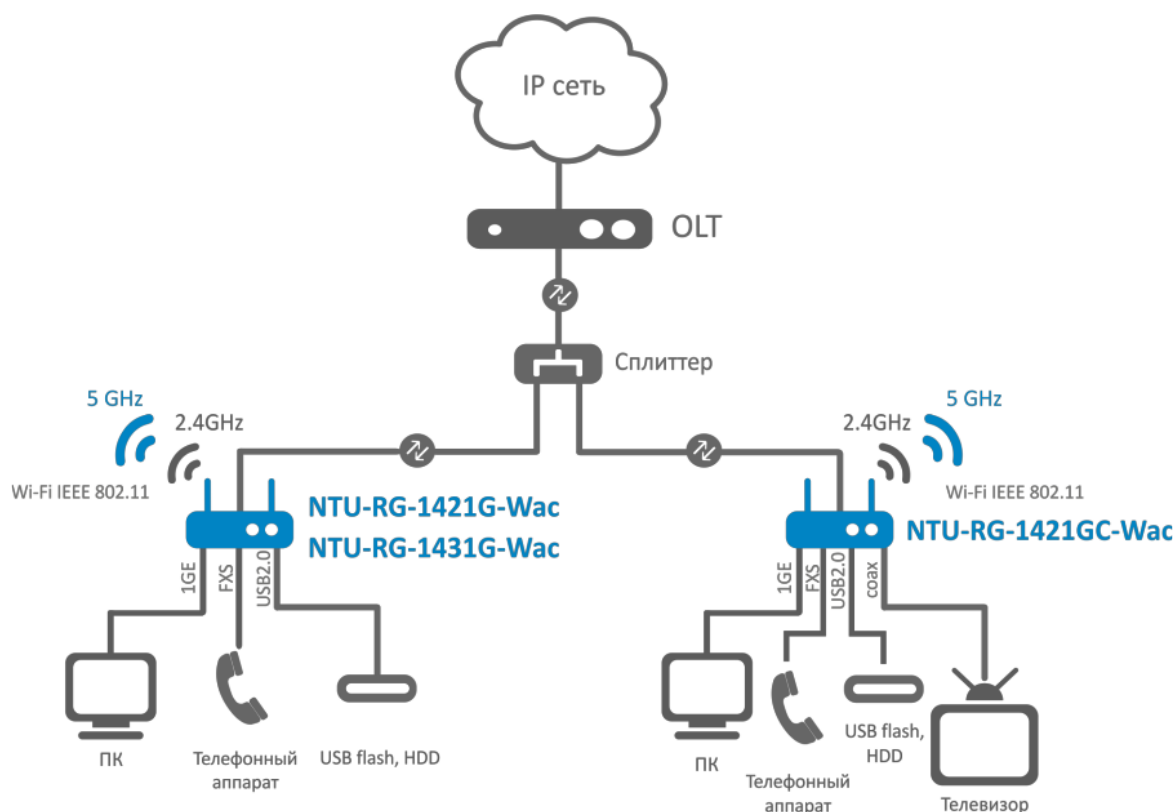 IP сеть
OLT
Сплиттер
5 GHz
2.4GHz
Wi-Fi IEEE 802.11
NTU-RG-1421G-Wac
NTU-RG-1431G-Wac
1GE
FXS
USB2.0
ПК
Телефонный
аппарат
USB flash, HDD
2.4GHz
5 GHz
Wi-Fi IEEE 802.11
NTU-RG-1421GC-Wac
1GE
FXS
USB2.0
coax
ПК
Телефонный
аппарат
USB flash,
HDD
Телевизор